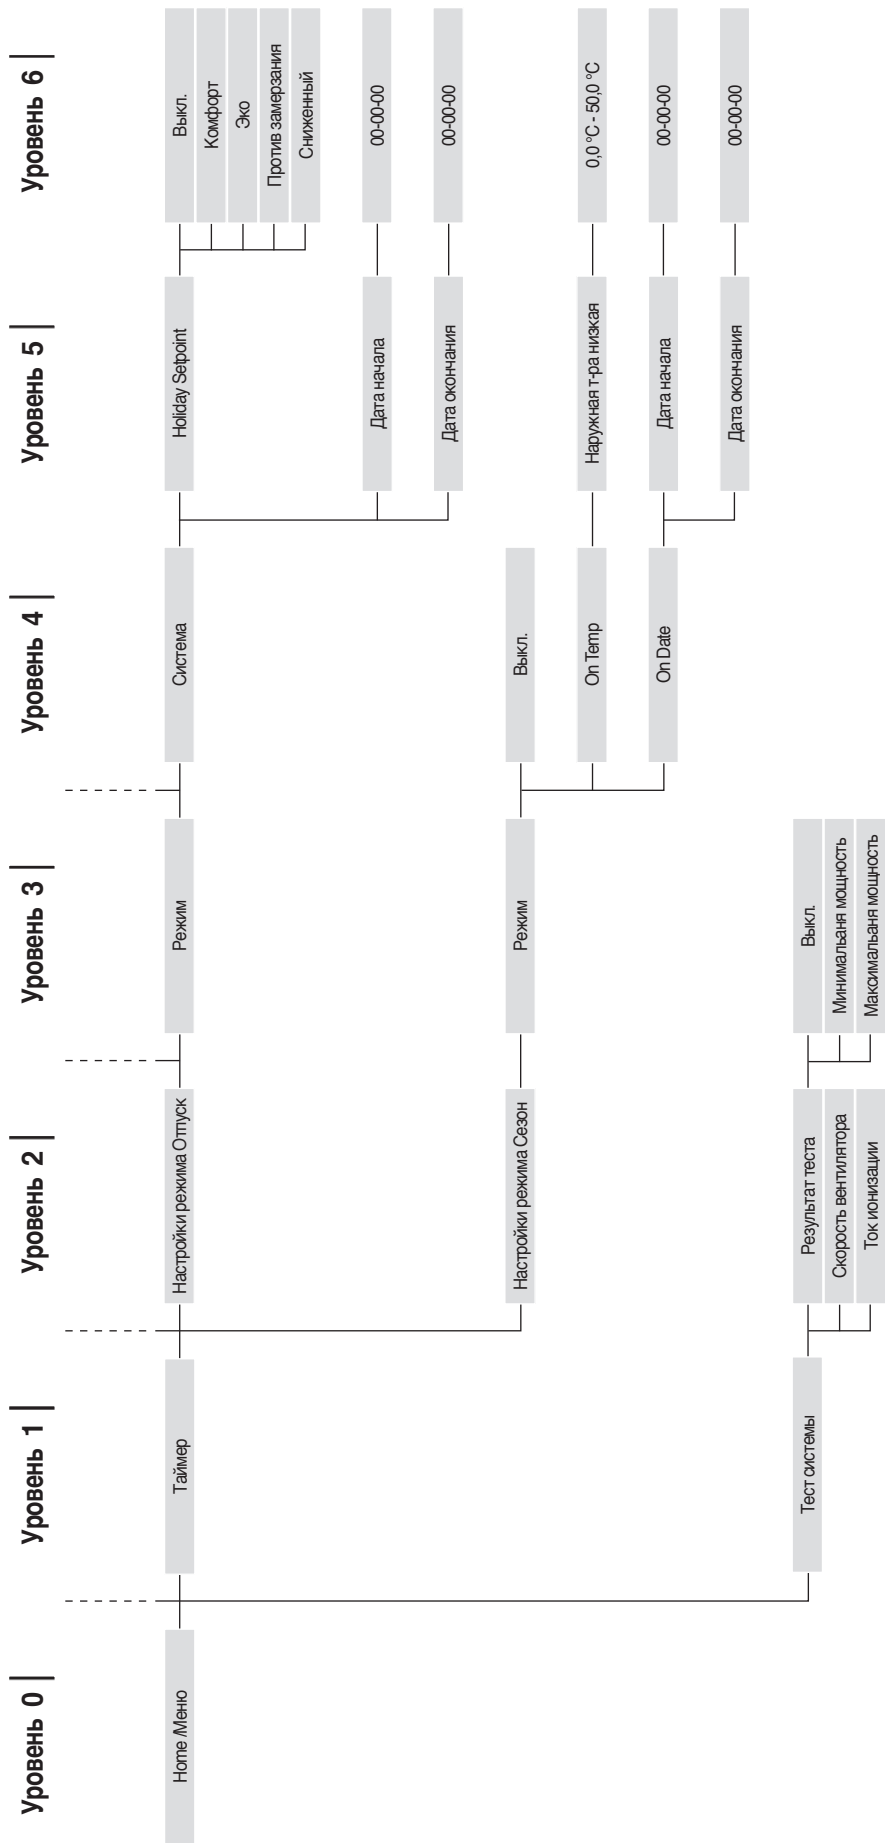 Уровень 0
Уровень 1
Уровень 2
Уровень 3
Уровень 4
Уровень 5
Уровень 6
Home /Меню
Таймер
Настройки режима Отпуск
Режим
Система
Holiday Setpoint
Выкл.
Комфорт
Эко
Против замерзания
Сниженный
Дата начала
00-00-00
Дата окончания
00-00-00
Настройки режима Сезон
Режим
Выкл.
On Temp
Наружная т-ра низкая
0,0 °C - 50,0 °C
On Date
Дата начала
00-00-00
Дата окончания
00-00-00
Тест системы
Результат теста
Выкл.
Скорость вентилятора
Минимальаня мощность
Ток ионизации
Максимальаня мощность